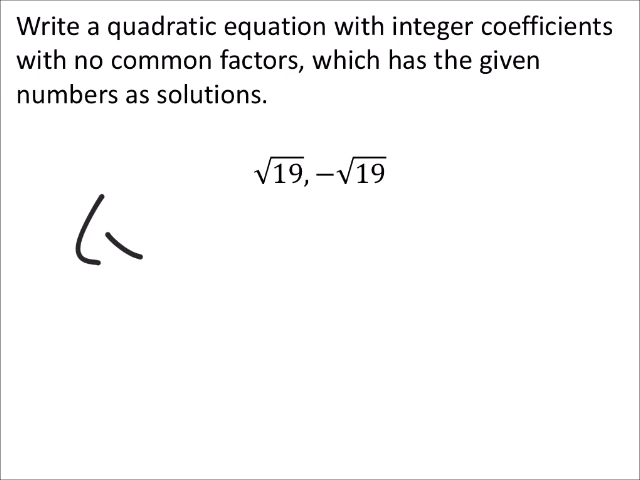 Write a quadratic equation with integer coefficients
with no common factors, which has the given
numbers as solutions.
√19, −√19
(